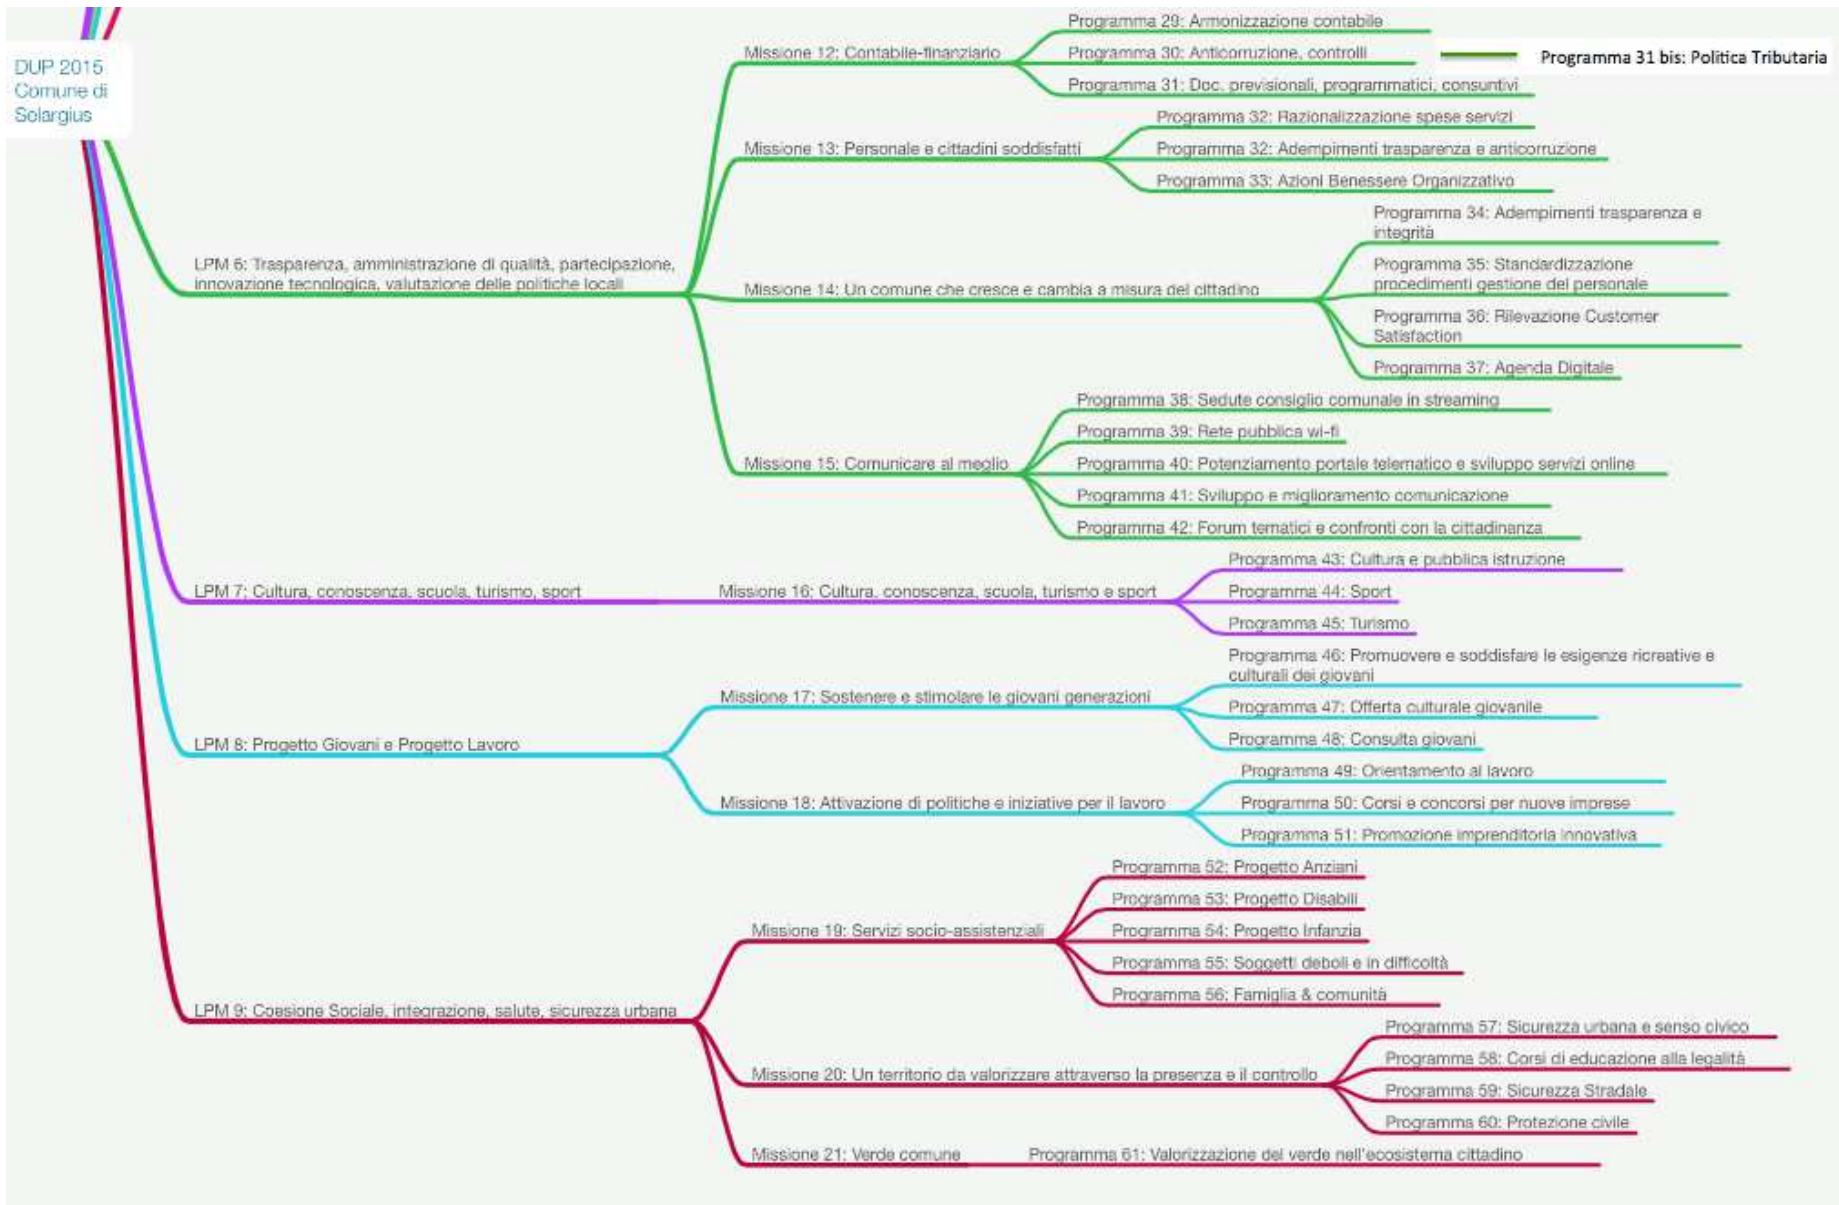 DUP 2015
Comune di
Selargius
Programma 29: Armonizzazione contabile
Missione 12: Contabile-finanziario
Programma 30: Anticorruzione, controlli
Programma 31 bis: Politica Tributaria
Programma 31: Doc. previsionali, programmatici, consuntivi
Programma 32: Razionalizzazione spese servizi
Missione 13: Personale e cittadini soddisfatti
Programma 32: Adempimenti trasparenza e anticorruzione
Programma 33: Azioni Benessere Organizzativo
LPM 6: Trasparenza, amministrazione di qualità, partecipazione,
innovazione tecnologica, valutazione delle politiche locali
Programma 34: Adempimenti trasparenza e
integrità
Missione 14: Un comune che cresce e cambia a misura del cittadino
Programma 35: Standardizzazione
procedimenti gestione del personale
Programma 36: Rilevazione Customer
Satisfaction
Programma 37: Agenda Digitale
Programma 38: Sedute consiglio comunale in streaming
Programma 39: Rete pubblica wi-fi
Missione 15: Comunicare al meglio
Programma 40: Potenziamento portale telematico e sviluppo servizi online
Programma 41: Sviluppo e miglioramento comunicazione
Programma 42: Forum tematici e confronti con la cittadinanza
LPM 7: Cultura, conoscenza, scuola, turismo, sport
Missione 16: Cultura, conoscenza, scuola, turismo e sport
Programma 43: Cultura e pubblica istruzione
Programma 44: Sport
Programma 45: Turismo
LPM 8: Progetto Giovani e Progetto Lavoro
Missione 17: Sostenere e stimolare le giovani generazioni
Programma 46: Promuovere e soddisfare le esigenze ricreative e
culturali dei giovani
Programma 47: Offerta culturale giovanile
Programma 48: Consulta giovani
Missione 18: Attivazione di politiche e iniziative per il lavoro
Programma 49: Orientamento al lavoro
Programma 50: Corsi e concorsi per nuove imprese
Programma 51: Promozione imprenditoria innovativa
LPM 9: Coesione Sociale, integrazione, salute, sicurezza urbana
Missione 19: Servizi socio-assistenziali
Programma 52: Progetto Anziani
Programma 53: Progetto Disabili
Programma 54: Progetto Infanzia
Programma 55: Soggetti deboli e in difficoltà
Programma 56: Famiglia & comunità
Missione 20: Un territorio da valorizzare attraverso la presenza e il controllo
Programma 57: Sicurezza urbana e senso civico
Programma 58: Corsi di educazione alla legalità
Programma 59: Sicurezza Stradale
Programma 60: Protezione civile
Missione 21: Verde comune
Programma 61: Valorizzazione del verde nell'ecosistema cittadino